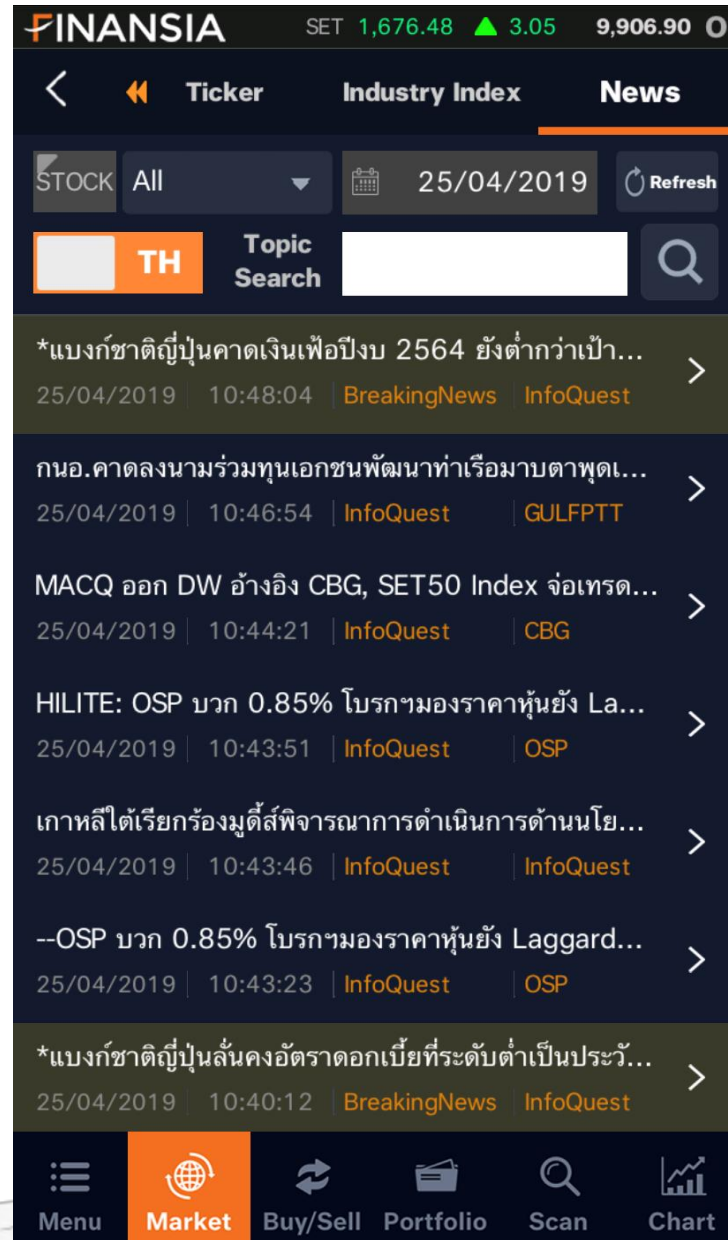 FINANSIA SET 1,676.48 ▲ 3.05 9,906.90
Ticker Industry Index News
STOCK All 25/04/2019 Refresh
TH Topic Search
*แบงก์ชาติญี่ปุ่นคาดเงินเฟ้อปีงบ 2564 ยังต่ำกว่าเป้า...
25/04/2019 10:48:04 BreakingNews InfoQuest
กนอ.คาดลงนามร่วมทุนเอกชนพัฒนาท่าเรือมาบตาพุดเ...
25/04/2019 10:46:54 InfoQuest GULFPTT
MACQ ออก DW อ้างอิง CBG, SET50 Index จ่อเทรด...
25/04/2019 10:44:21 InfoQuest CBG
HILITE: OSP บวก 0.85% โบรกฯมองราคาหุ้นยัง La...
25/04/2019 10:43:51 InfoQuest OSP
เกาหลีใต้เรียกร้องมูดี้ส์พิจารณาการดำเนินการด้านนโย...
25/04/2019 10:43:46 InfoQuest InfoQuest
--OSP บวก 0.85% โบรกฯมองราคาหุ้นยัง Laggard...
25/04/2019 10:43:23 InfoQuest OSP
*แบงก์ชาติญี่ปุ่นลั่นคงอัตราดอกเบี้ยที่ระดับต่ำเป็นประวั...
25/04/2019 10:40:12 BreakingNews InfoQuest
Menu Market Buy/Sell Portfolio Scan Chart